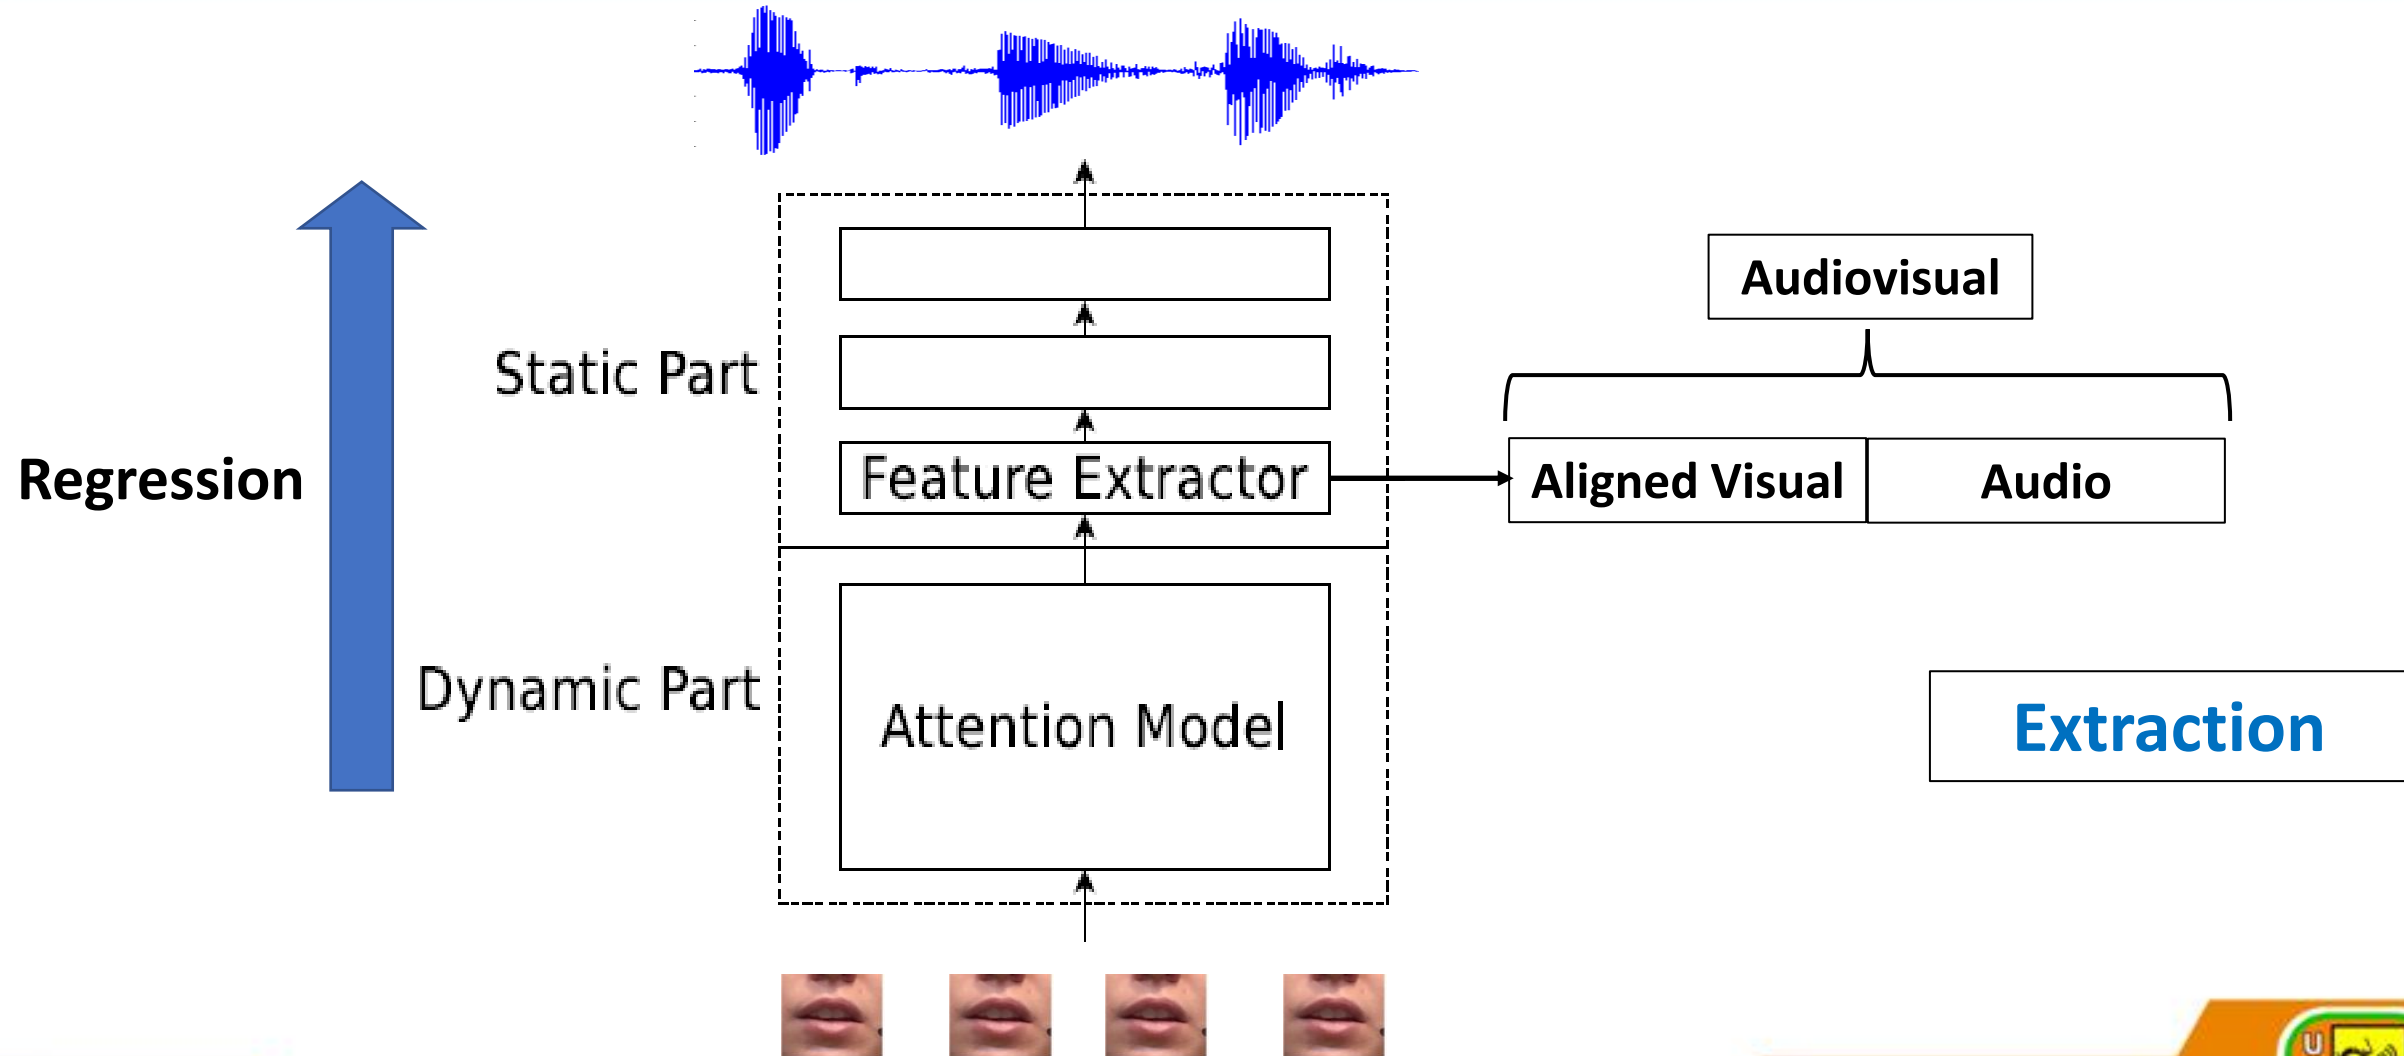 Audiovisual
Static Part
Regression
Feature Extractor
Aligned Visual
Audio
Dynamic Part
Attention Model
Extraction
U